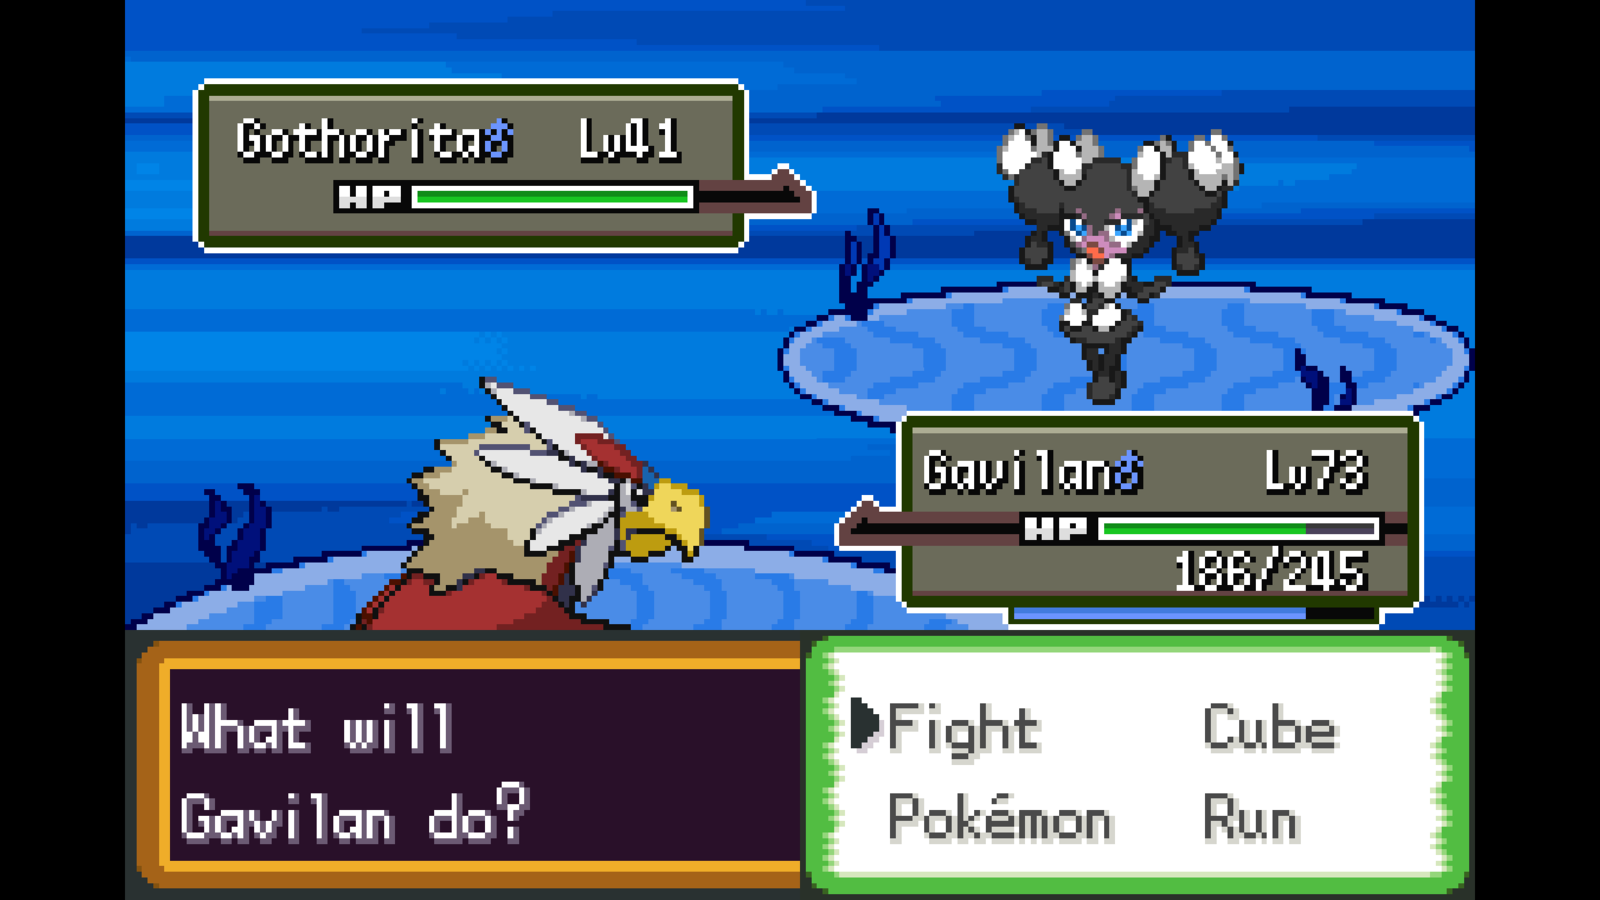 Gothorita♂ Lv41
HP
Gavilan♂ Lv73
HP
186/245
What will
Gavilan do?
Fight Cube
Pokémon Run